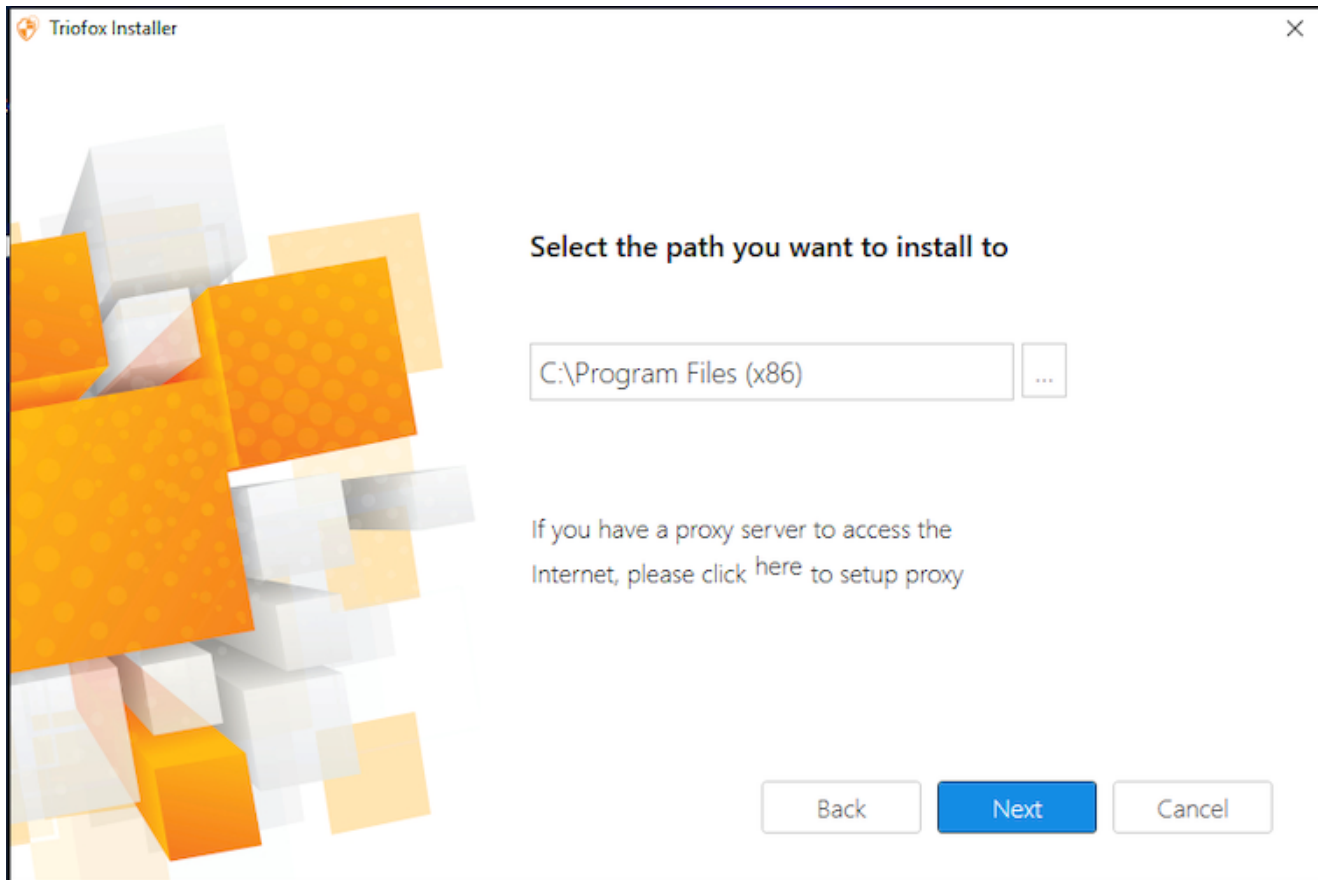 Triofox Installer
Select the path you want to install to
C:\Program Files (x86)
...
If you have a proxy server to access the
Internet, please click here to setup proxy
Back
Next
Cancel